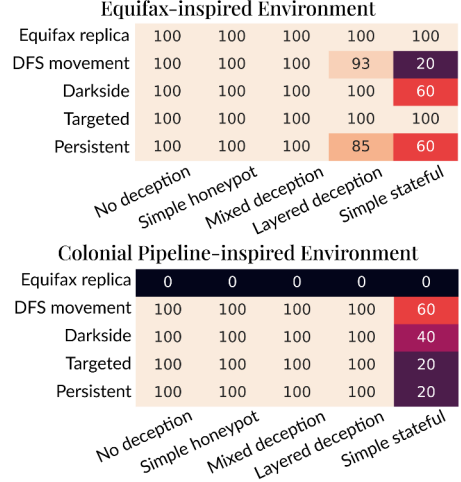 Equifax-inspired Environment
Equifax replica 100 100 100 100 100
DFS movement 100 100 100 93 20
Darkside 100 100 100 100 60
Targeted 100 100 100 100 100
Persistent 100 100 100 85 60
No deception Simple honeypot Mixed deception Layered deception Simple stateful
Colonial Pipeline-inspired Environment
Equifax replica 0 0 0 0 0
DFS movement 100 100 100 100 60
Darkside 100 100 100 100 40
Targeted 100 100 100 100 20
Persistent 100 100 100 100 20
No deception Simple honeypot Mixed deception Layered deception Simple stateful